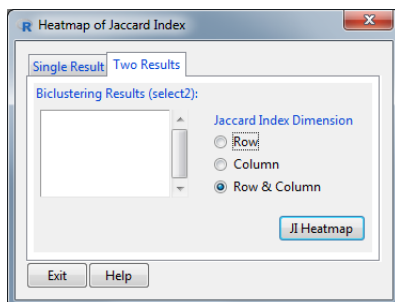 R Heatmap of Jaccard Index
x
Single Result Two Results
Biclustering Results (select2):
Jaccard Index Dimension
Row
Column
Row & Column
JI Heatmap
Exit Help